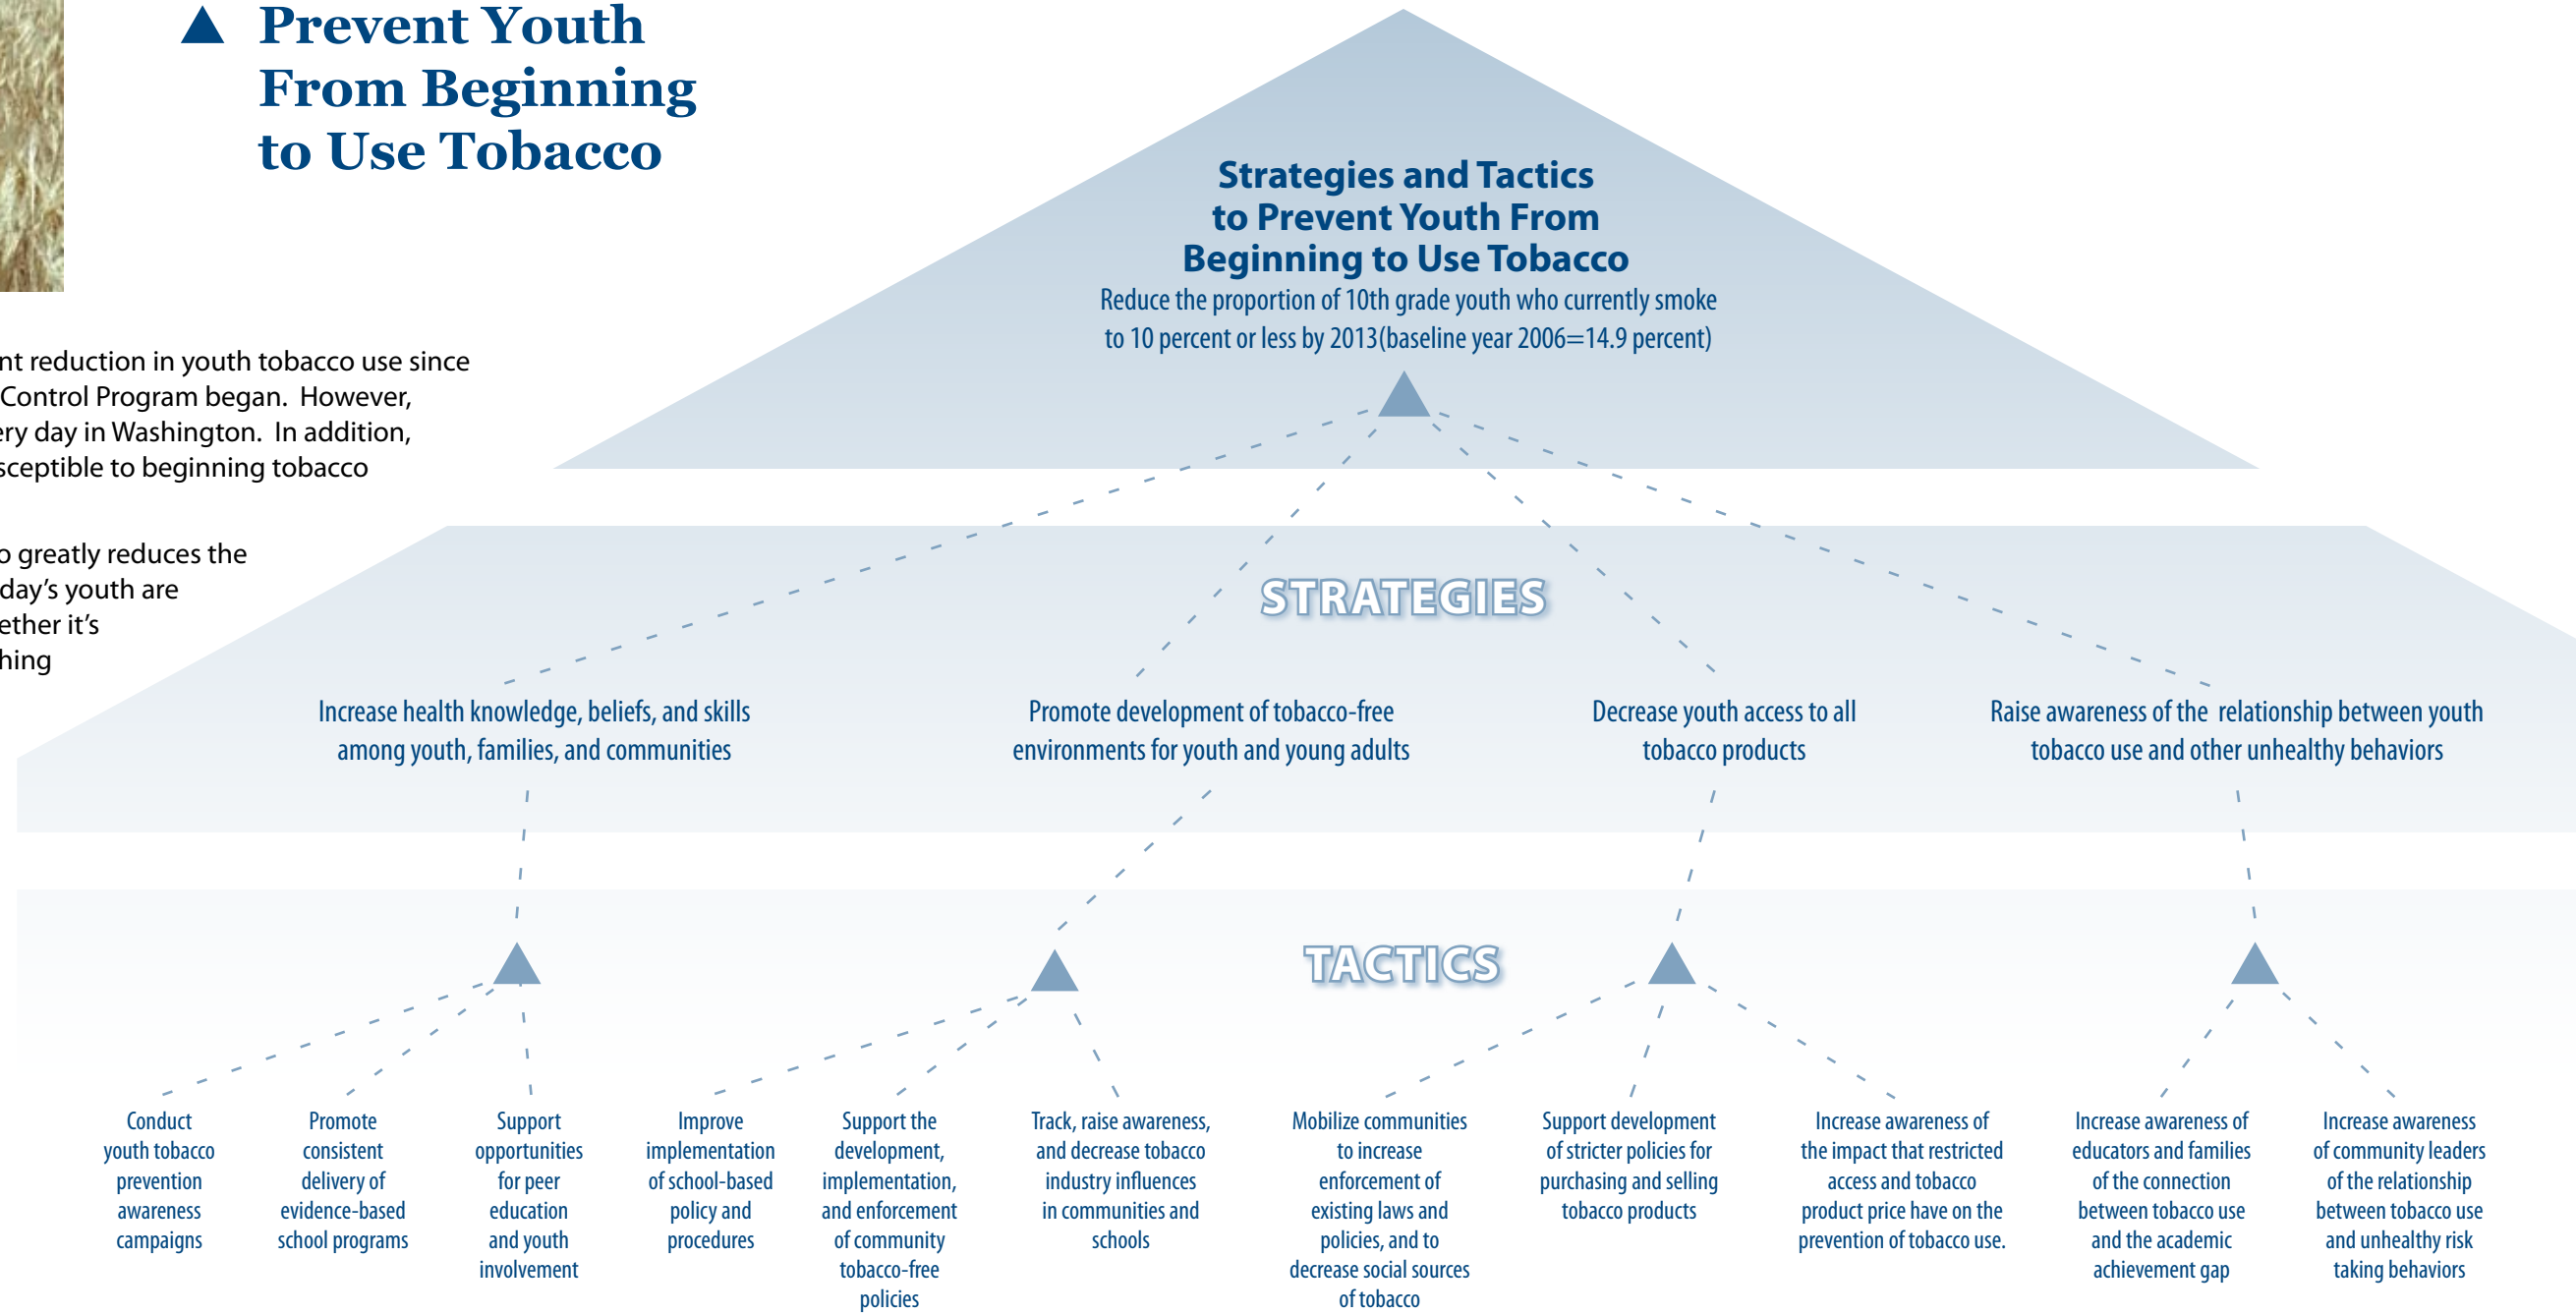 Prevent Youth
From Beginning
to Use Tobacco
nt reduction in youth tobacco use since
Control Program began.  However,
ery day in Washington.  In addition,
sceptible to beginning tobacco
o greatly reduces the
day's youth are
ether it's
hing
Strategies and Tactics
to Prevent Youth From
Beginning to Use Tobacco
Reduce the proportion of 10th grade youth who currently smoke
to 10 percent or less by 2013(baseline year 2006=14.9 percent)
STRATEGIES
Increase health knowledge, beliefs, and skills
among youth, families, and communities
Promote development of tobacco-free
environments for youth and young adults
Decrease youth access to all
tobacco products
Raise awareness of the  relationship between youth
tobacco use and other unhealthy behaviors
TACTICS
Conduct
youth tobacco
prevention
awareness
campaigns
Promote
consistent
delivery of
evidence-based
school programs
Support
opportunities
for peer
education
and youth
involvement
Improve
implementation
of school-based
policy and
procedures
Support the
development,
implementation,
and enforcement
of community
tobacco-free
policies
Track, raise awareness,
and decrease tobacco
industry influences
in communities and
schools
Mobilize communities
to increase
enforcement of
existing laws and
policies, and to
decrease social sources
of tobacco
Support development
of stricter policies for
purchasing and selling
tobacco products
Increase awareness of
the impact that restricted
access and tobacco
product price have on the
prevention of tobacco use.
Increase awareness of
educators and families
of the connection
between tobacco use
and the academic
achievement gap
Increase awareness
of community leaders
of the relationship
between tobacco use
and unhealthy risk
taking behaviors